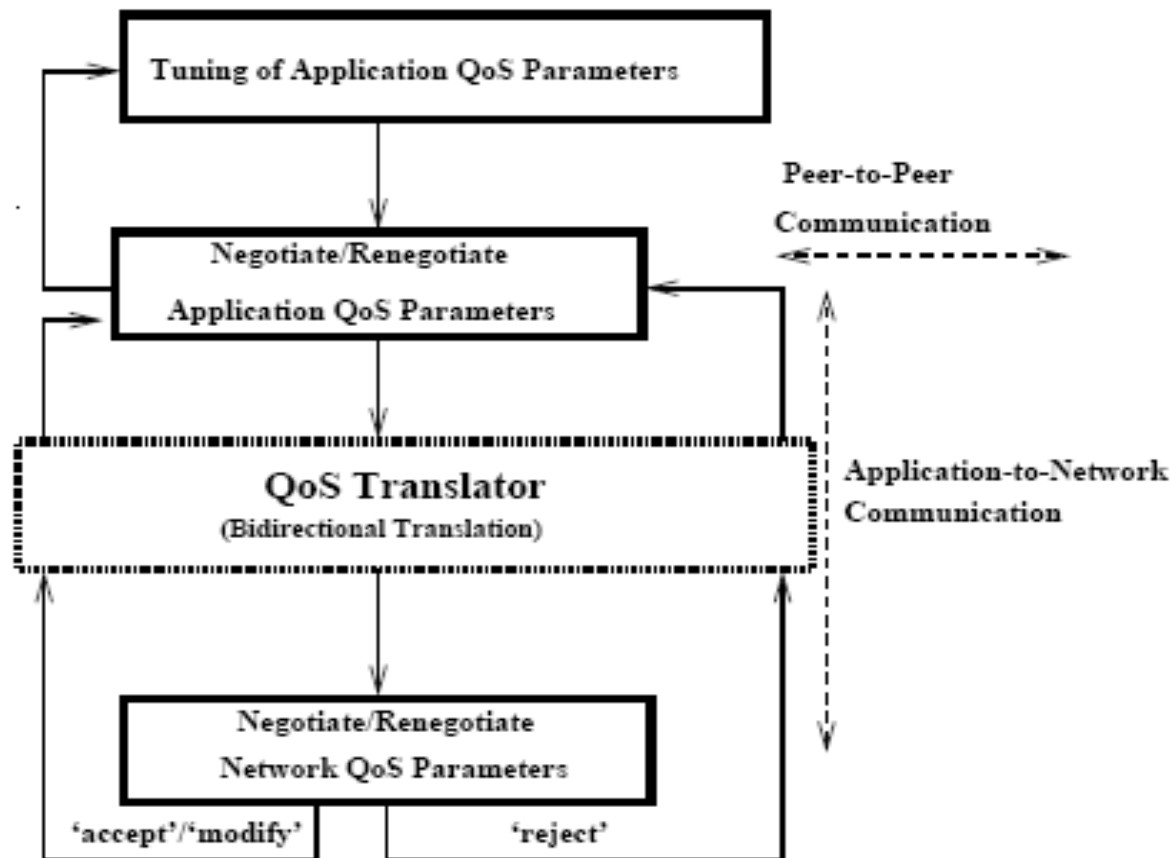 Tuning of Application QoS Parameters
Peer-to-Peer
Communication
Negotiate/Renegotiate
Application QoS Parameters
QoS Translator
(Bidirectional Translation)
Application-to-Network
Communication
Negotiate/Renegotiate
Network QoS Parameters
‘accept’/‘modify’
‘reject’